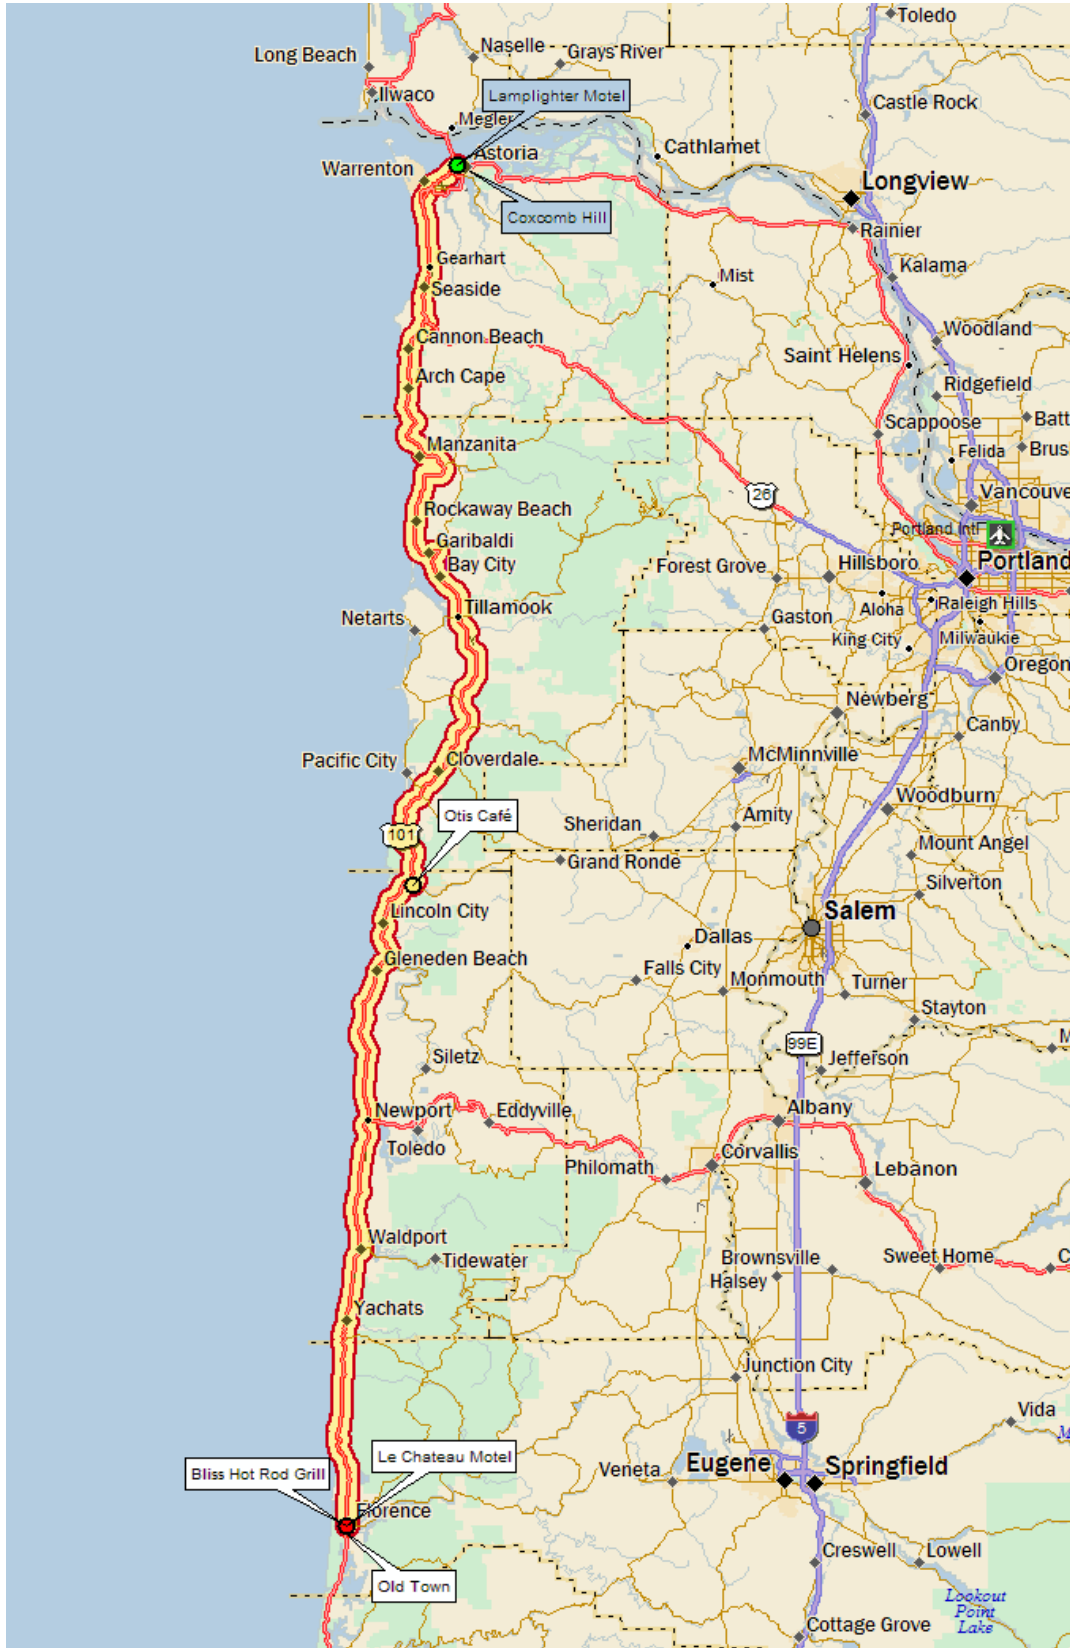 Toledo
Naselle
Grays River
Long Beach
Ilwaco
Lamplighter Motel
Castle Rock
Megler
Cathlamet
Astoria
Warrenton
Longview
Coxcomb Hill
Rainier
Gearhart
Kalama
Mist
Seaside
Woodland
Cannon Beach
Saint Helens
Arch Cape
Ridgefield
Scappoose
Batt
Manzanita
Felida
Brus
26
Vancouve
Rockaway Beach
Portland Intl
Garibaldi
Portland
Bay City
Forest Grove
Hillsboro
Tillamook
Aloha
Raleigh Hills
Netarts
Gaston
King City
Milwaukie
Oregon
Newberg
Canby
Pacific City
Cloverdale
McMinnville
Otis Café
Woodburn
101
Sheridan
Amity
Mount Angel
Grand Ronde
Silverton
Lincoln City
Salem
Dallas
Gleneden Beach
Falls City
Monmouth
Turner
Stayton
99E
M
Siletz
Jefferson
Newport
Eddyville
Albany
Toledo
Philomath
Corvallis
Lebanon
Waldport
Tidewater
Brownsville
Sweet Home
C
Halsey
Yachats
Junction City
Vida
5
M
Le Chateau Motel
Bliss Hot Rod Grill
Veneta
Eugene
Springfield
Florence
Creswell
Lowell
Old Town
Lookout
Point
Lake
Cottage Grove